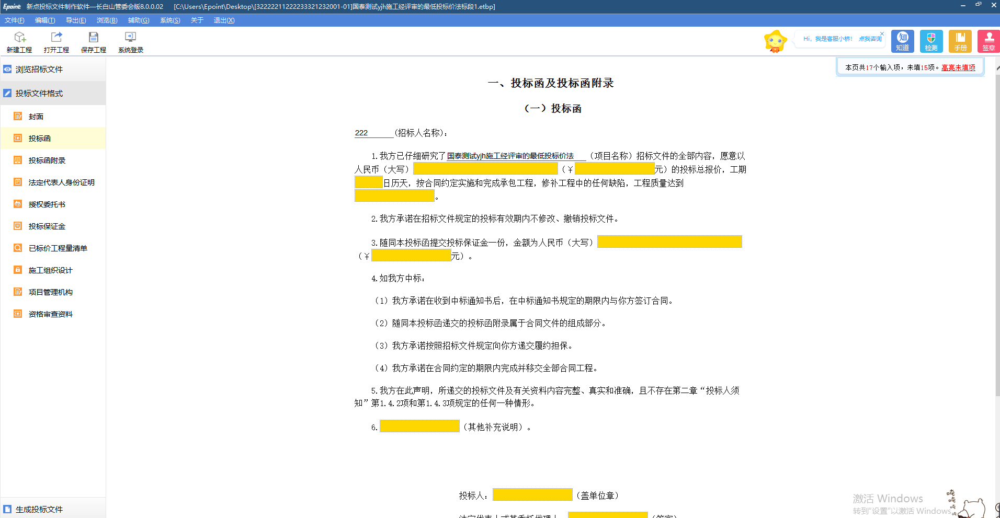 Epoint 新点投标文件制作软件—长白山管委会版8.0.0.02 [C:\Users\Epoint\Desktop\[32222211222233321232001-01]国泰测试yjh施工经评审的最低投标价法标段1.etbp]
文件(F) 编辑(T) 导出(E) 浏览(B) 辅助(G) 系统(S) 关于 退出(X)
新建工程 打开工程 保存工程 系统登录
Hi，我是客服小桥！ 点我咨询
知
知道 检测 手册 签章
本页共17个输入项，未填15项。高亮未填项
浏览招标文件
投标文件格式
封面
投标函
投标函附录
法定代表人身份证明
授权委托书
投标保证金
已标价工程量清单
施工组织设计
项目管理机构
资格审查资料
生成投标文件
一、投标函及投标函附录
（一）投标函
222 (招标人名称)：
1.我方已仔细研究了国泰测试yjh施工经评审的最低投标价法 （项目名称）招标文件的全部内容，愿意以
人民币（大写） （￥ 元）的投标总报价，工期
日历天，按合同约定实施和完成承包工程，修补工程中的任何缺陷，工程质量达到
。
2.我方承诺在招标文件规定的投标有效期内不修改、撤销投标文件。
3.随同本投标函提交投标保证金一份，金额为人民币（大写）
（￥ 元）。
4.如我方中标：
（1）我方承诺在收到中标通知书后，在中标通知书规定的期限内与你方签订合同。
（2）随同本投标函递交的投标函附录属于合同文件的组成部分。
（3）我方承诺按照招标文件规定向你方递交履约担保。
（4）我方承诺在合同约定的期限内完成并移交全部合同工程。
5.我方在此声明，所递交的投标文件及有关资料内容完整、真实和准确，且不存在第二章“投标人须
知”第1.4.2项和第1.4.3项规定的任何一种情形。
6. （其他补充说明）。
投标人： （盖单位章）
法定代表人或其委托代理人： （签字）
激活 Windows
转到“设置”以激活 Windows。
吨
吨
吨